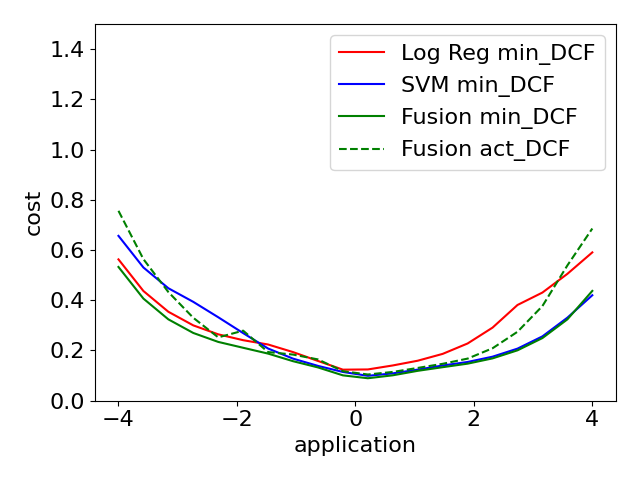 1.4
1.2
1.0
0.8
0.6
0.4
0.2
0.0
cost
−4
−2
0
2
4
application
Log Reg min_DCF
SVM min_DCF
Fusion min_DCF
Fusion act_DCF